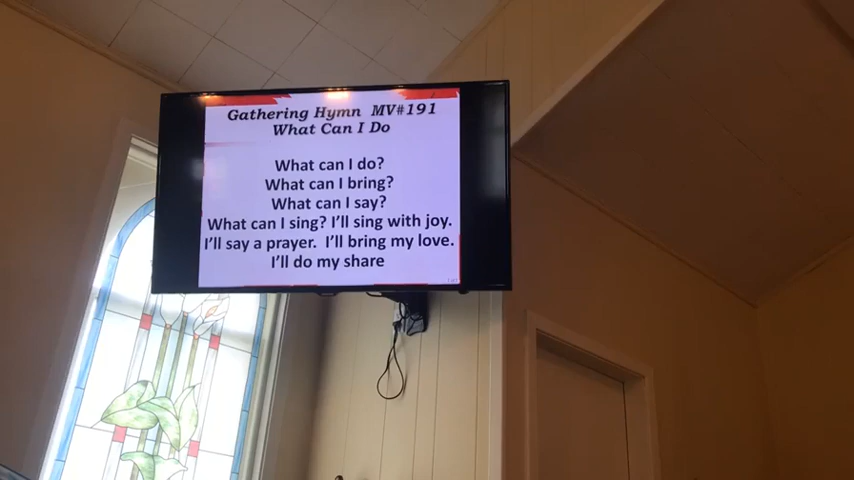 Gathering Hymn MV#191
What Can I Do
What can I do?
What can I bring?
What can I say?
What can I sing? I'll sing with joy.
I'll say a prayer. I'll bring my love.
I'll do my share